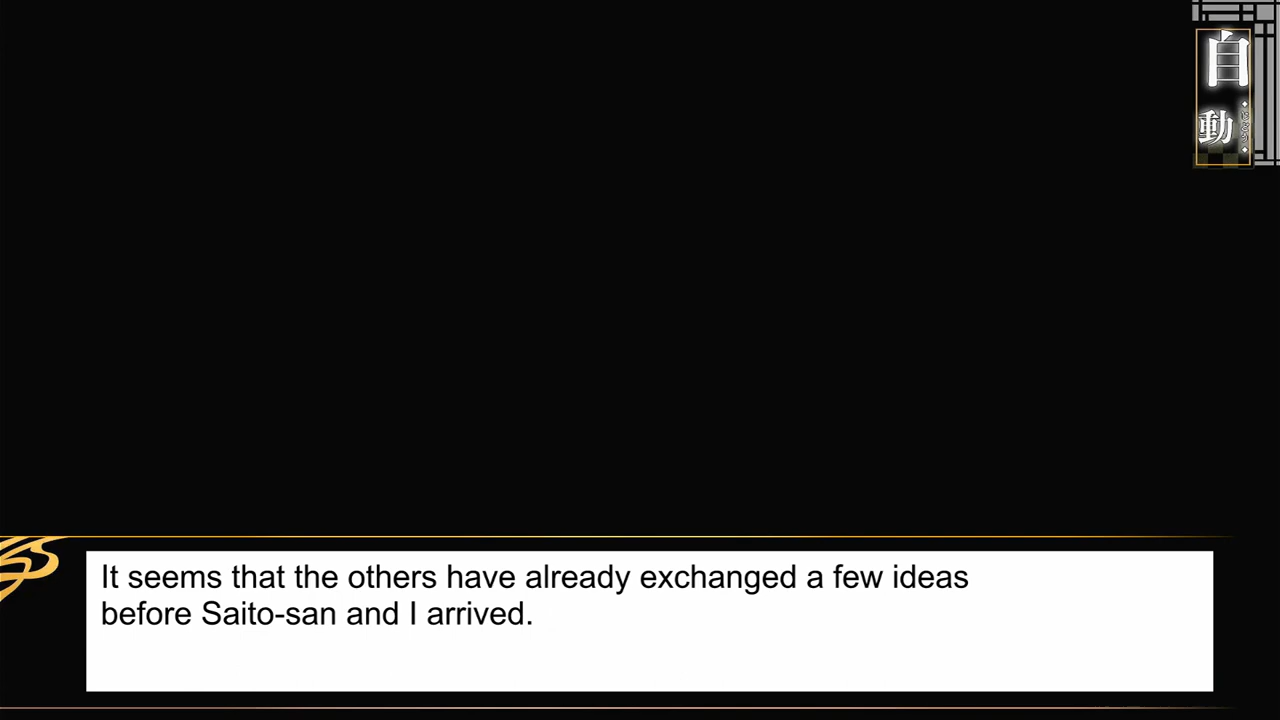 自動
It seems that the others have already exchanged a few ideas
before Saito-san and I arrived.